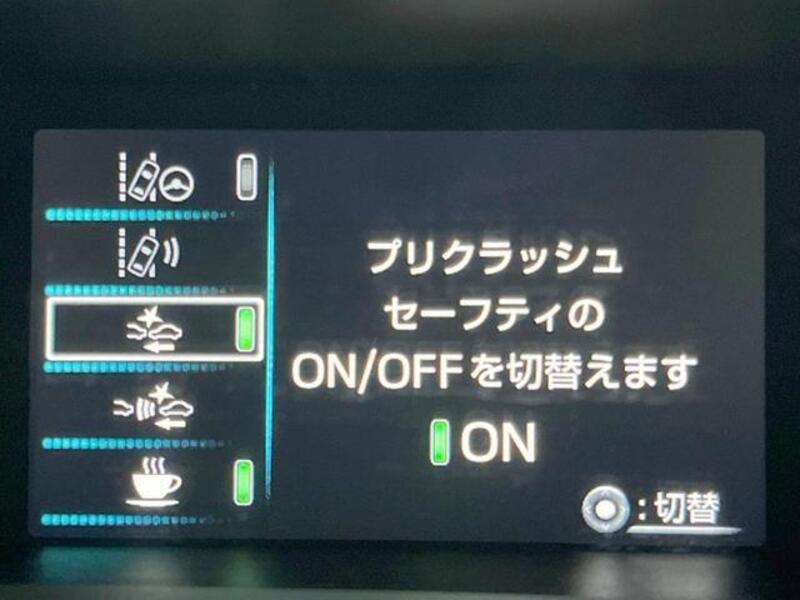 プリクラッシュ
セーフティの
ON/OFFを切替えます
ON
:切替